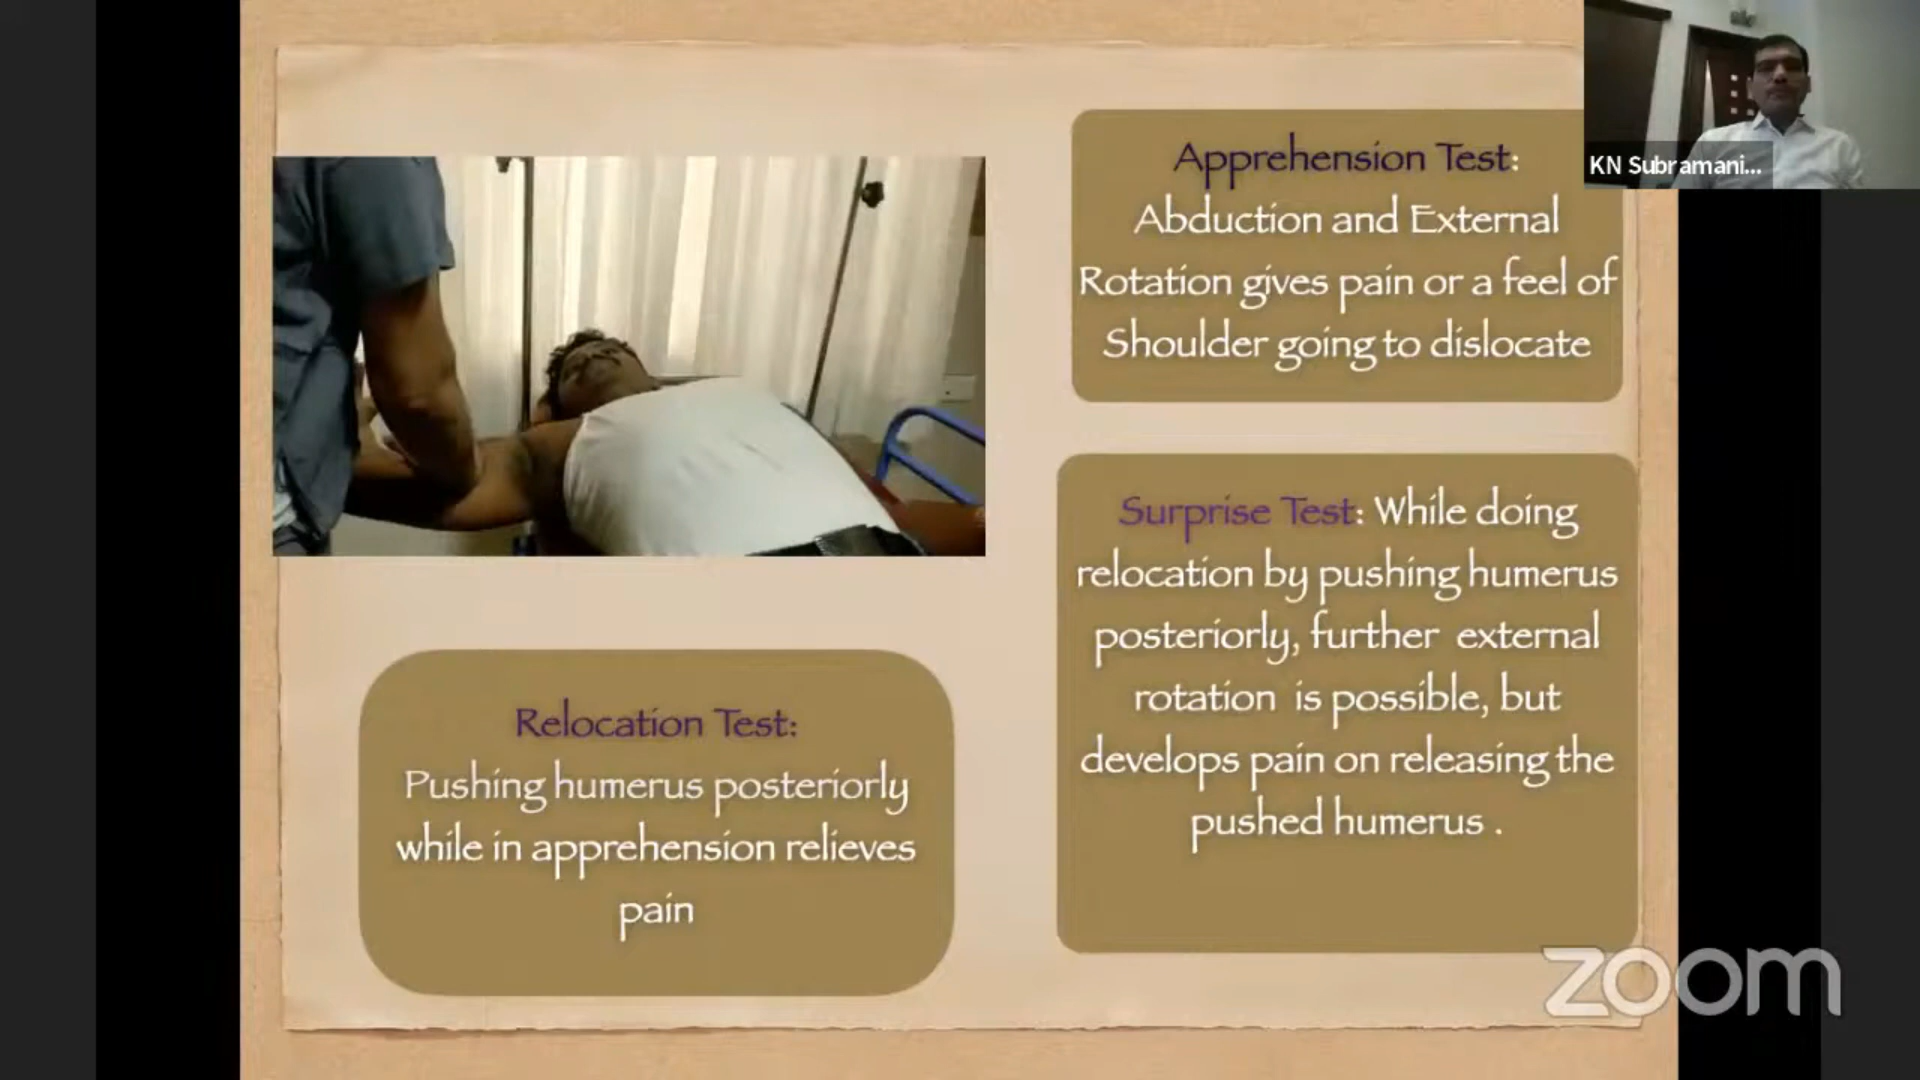 Apprehension Test:
Abduction and External
Rotation gives pain or a feel of
Shoulder going to dislocate
KN Subramani...
Surprise Test: While doing
relocation by pushing humerus
posteriorly, further external
rotation is possible, but
develops pain on releasing the
pushed humerus .
Relocation Test:
Pushing humerus posteriorly
while in apprehension relieves
pain
zoom